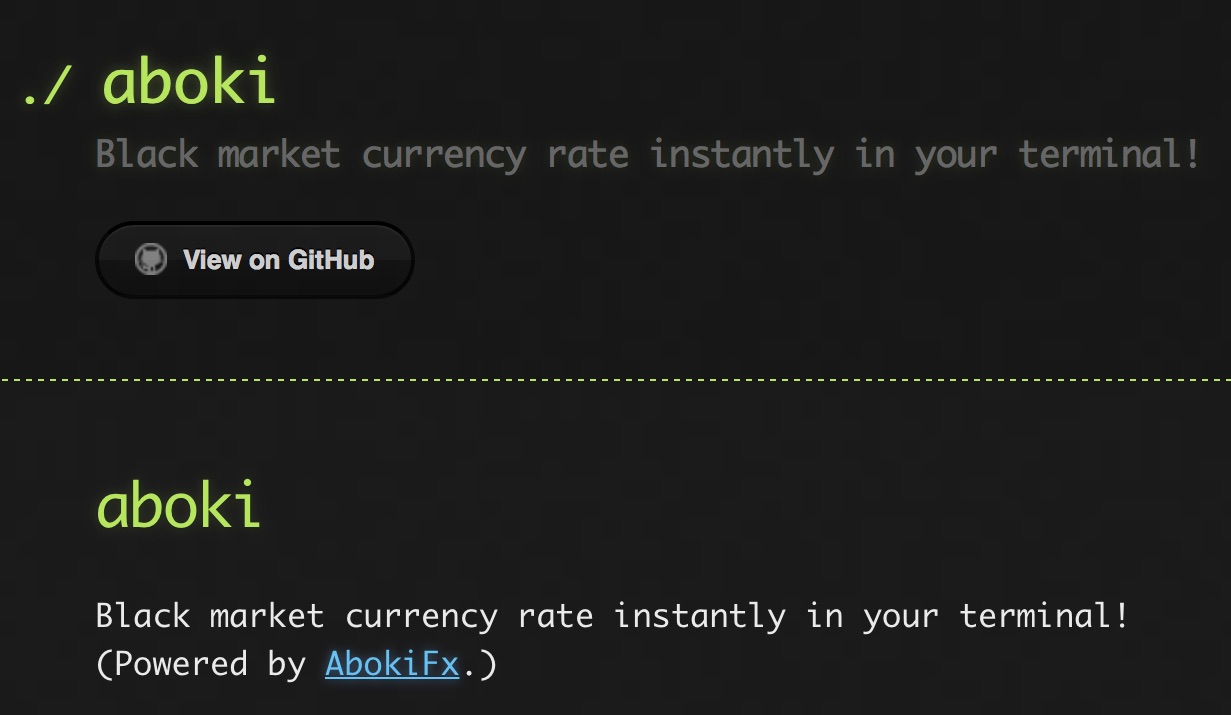 ./ aboki
Black market currency rate instantly in your terminal!
View on GitHub
aboki
Black market currency rate instantly in your terminal!
(Powered by AbokiFx.)